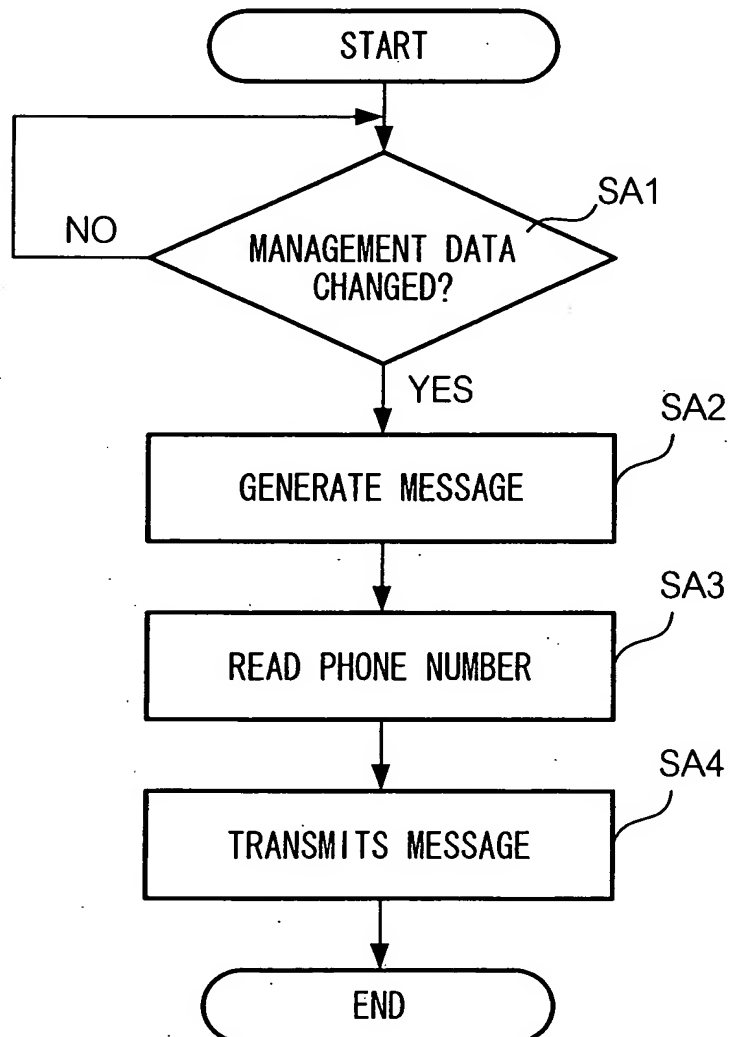 START
SA1
NO
MANAGEMENT DATA
CHANGED?
YES
SA2
GENERATE MESSAGE
SA3
READ PHONE NUMBER
SA4
TRANSMITS MESSAGE
END